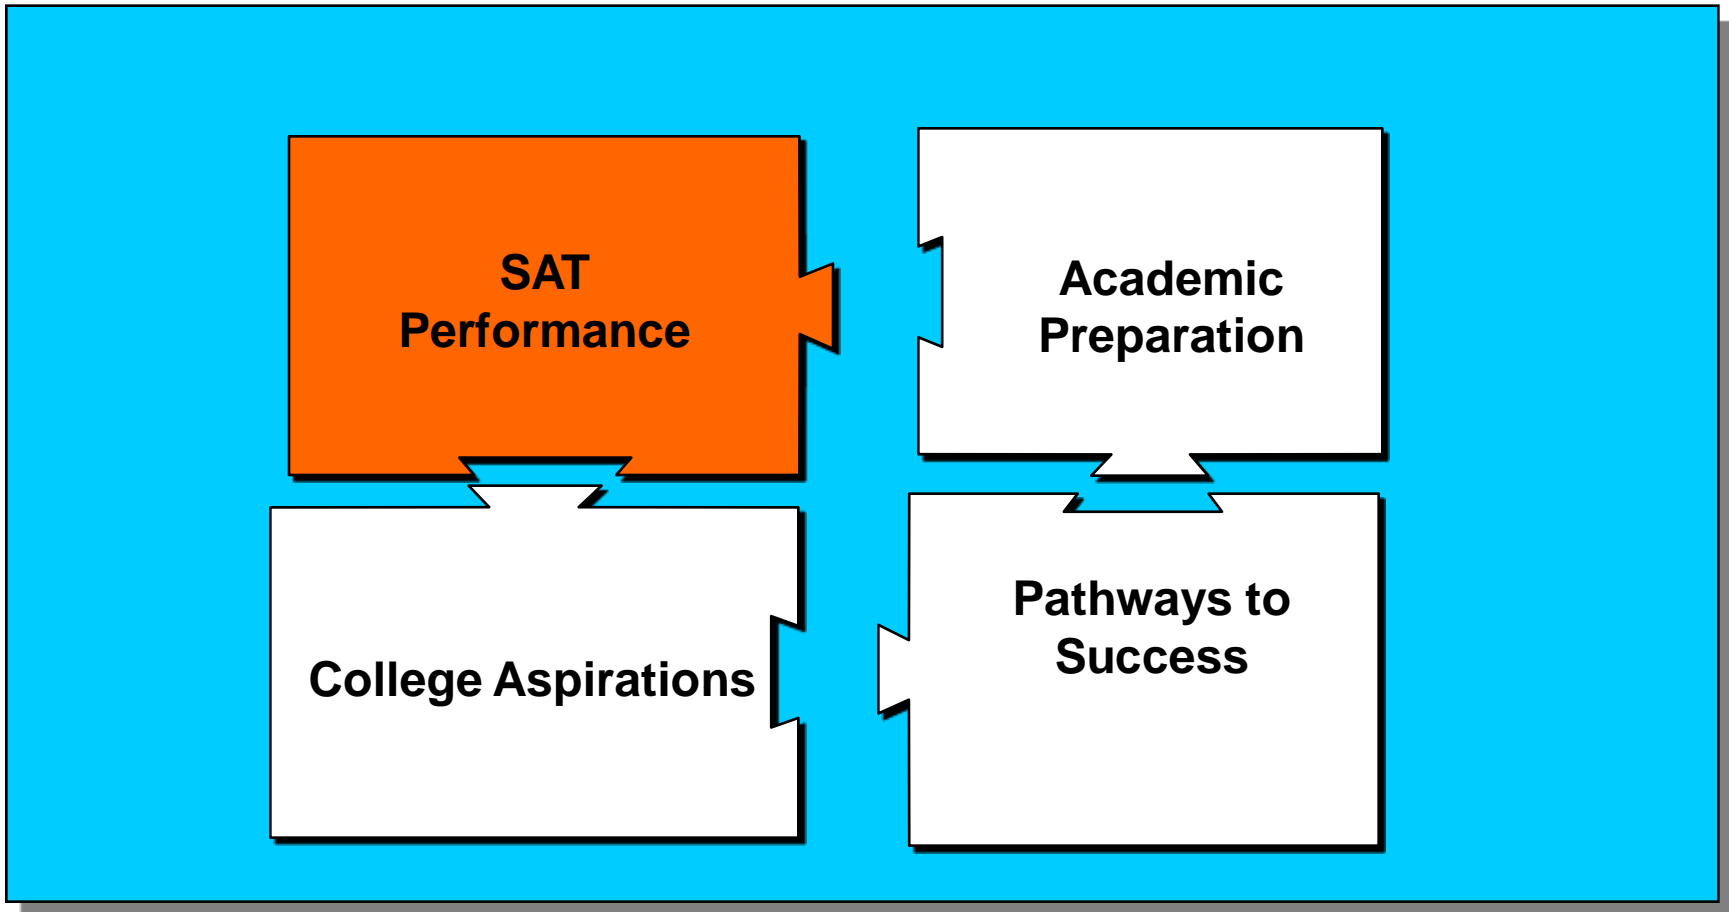 SAT
Performance
Academic
Preparation
College Aspirations
Pathways to
Success